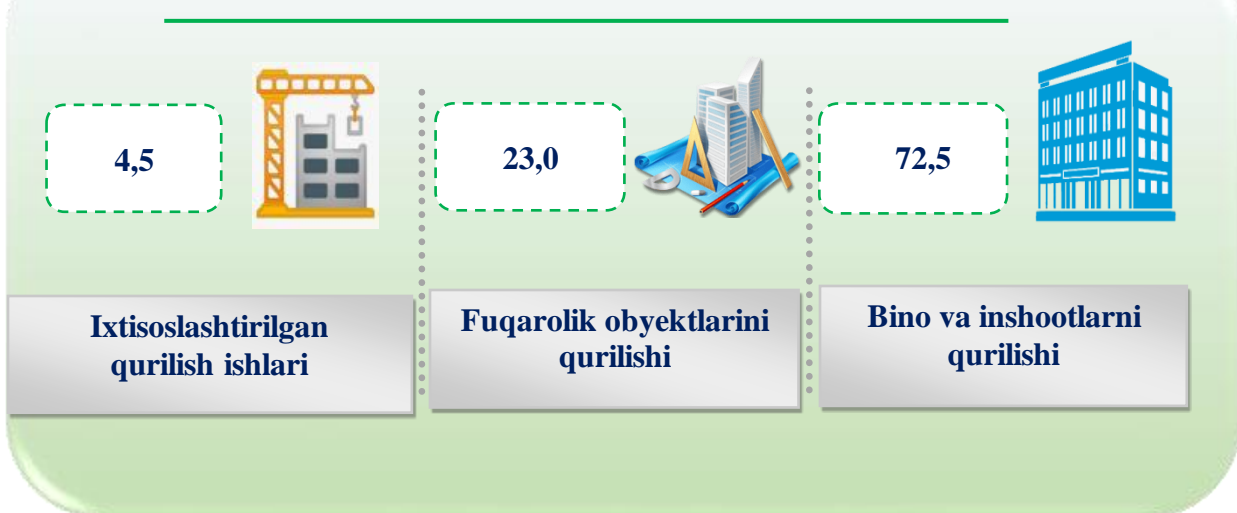 4,5
23,0
72,5
Ixtisoslashtirilgan
qurilish ishlari
Fuqarolik obyektlarini
qurilishi
Bino va inshootlarni
qurilishi